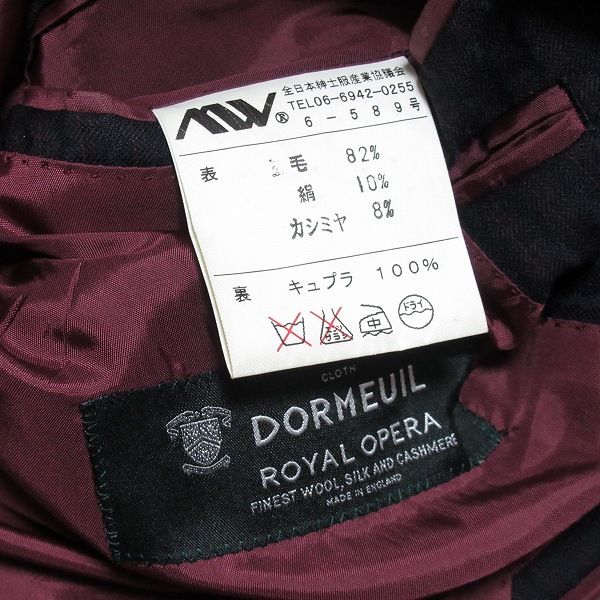 MW®
全日本紳士服産業協議会
TEL06-6942-0255
6-589号
表 毛 82%
絹 10%
カシミヤ 8%
裏 キュプラ 100%
中 ドライ
CLOTH
DORMEUIL
ROYAL OPERA
FINEST WOOL, SILK AND CASHMERE
MADE IN ENGLAND